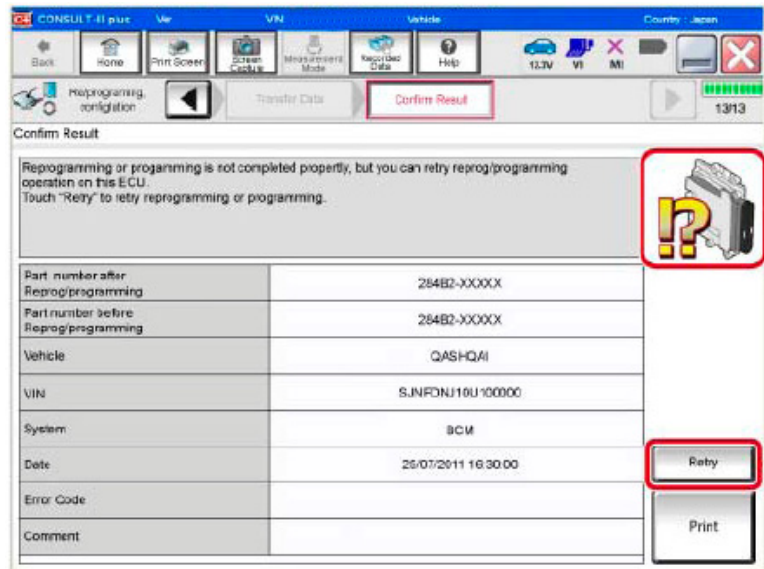 CONSULT-III plus Ver VIN Vehicle Country : Japan
Back
Home
Print Screen
Screen
Capture
Measurement
Mode
Recorded
Data
Help
12.3V
VI
MI
Re/programing,
configlation
Transfer Data
Confirm Result
13/13
Confirm Result
Reprogramming or progamming is not completed propertly, but you can retry reprog/programming
operation on this ECU.
Touch "Retry" to retry reprogramming or programming.
!?
Part number after
Reprog/programming
284B2-XXXXX
Part number before
Reprog/programming
284B2-XXXXX
Vehicle
QASHQAI
VIN
SJNFDNJ10U100000
System
BCM
Date
26/07/2011 16:30:00
Retry
Error Code
Comment
Print